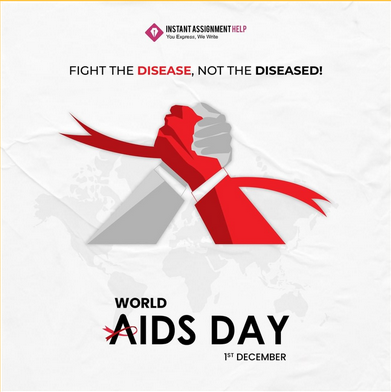 INSTANT ASSIGNMENT HELP
You Express, We Write
FIGHT THE DISEASE, NOT THE DISEASED!
WORLD
AIDS DAY
1ST DECEMBER